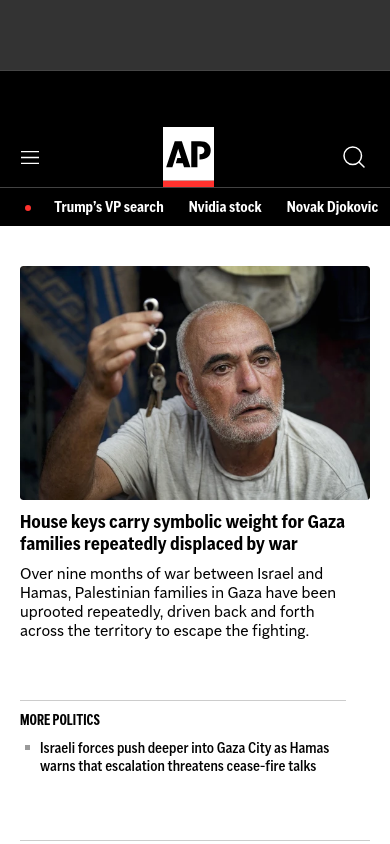 AP
Trump’s VP search
Nvidia stock
Novak Djokovic
House keys carry symbolic weight for Gaza
families repeatedly displaced by war
Over nine months of war between Israel and
Hamas, Palestinian families in Gaza have been
uprooted repeatedly, driven back and forth
across the territory to escape the fighting.
MORE POLITICS
Israeli forces push deeper into Gaza City as Hamas
warns that escalation threatens cease-fire talks